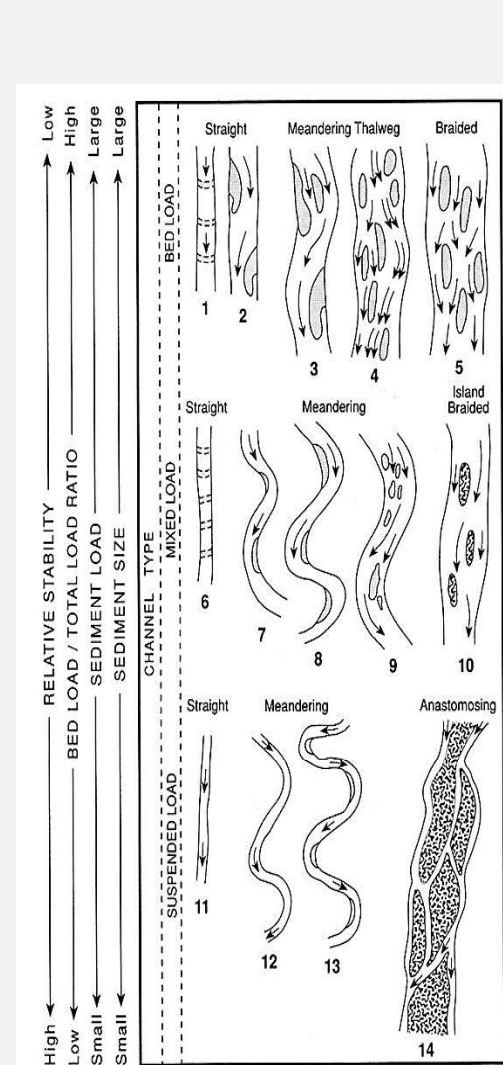 Low
High
Large
Large
RELATIVE STABILITY
BED LOAD / TOTAL LOAD RATIO
SEDIMENT LOAD
SEDIMENT SIZE
High
Low
Small
Small
CHANNEL TYPE
BED LOAD
Straight
Meandering Thalweg
Braided
1
2
3
4
5
MIXED LOAD
Straight
Meandering
Island
Braided
6
7
8
9
10
SUSPENDED LOAD
Straight
Meandering
Anastomosing
11
12
13
14